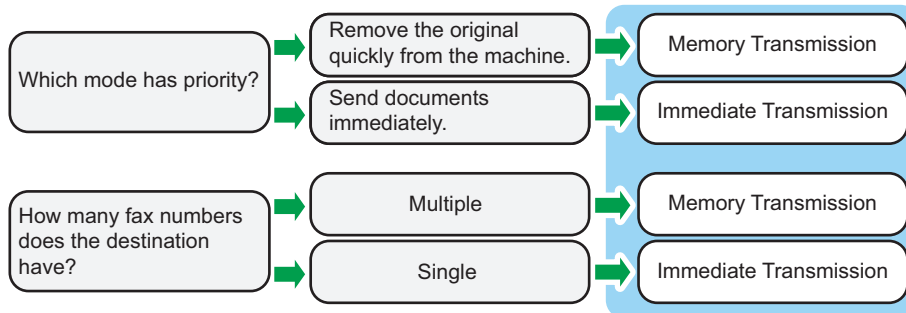 Which mode has priority?
Remove the original
quickly from the machine.
Memory Transmission
Send documents
immediately.
Immediate Transmission
How many fax numbers
does the destination
have?
Multiple
Memory Transmission
Single
Immediate Transmission